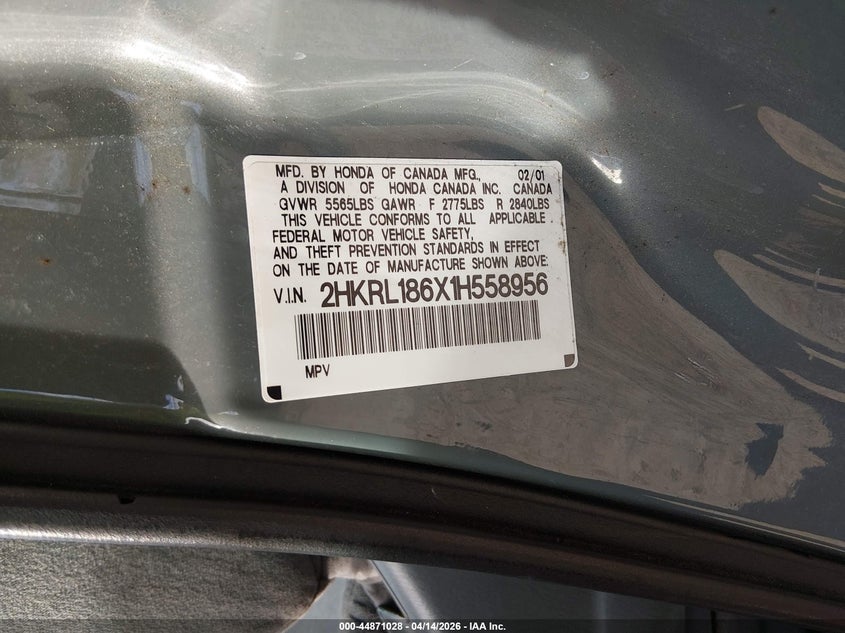 MFD. BY HONDA OF CANADA MFG., 02/01
A DIVISION OF HONDA CANADA INC. CANADA
GVWR 5565LBS GAWR F 2775LBS R 2840LBS
THIS VEHICLE CONFORMS TO ALL APPLICABLE
FEDERAL MOTOR VEHICLE SAFETY,
AND THEFT PREVENTION STANDARDS IN EFFECT
ON THE DATE OF MANUFACTURE SHOWN ABOVE:
V.I.N. 2HKRL186X1H558956
MPV
000-44871028 - 04/14/2026 - IAA Inc.